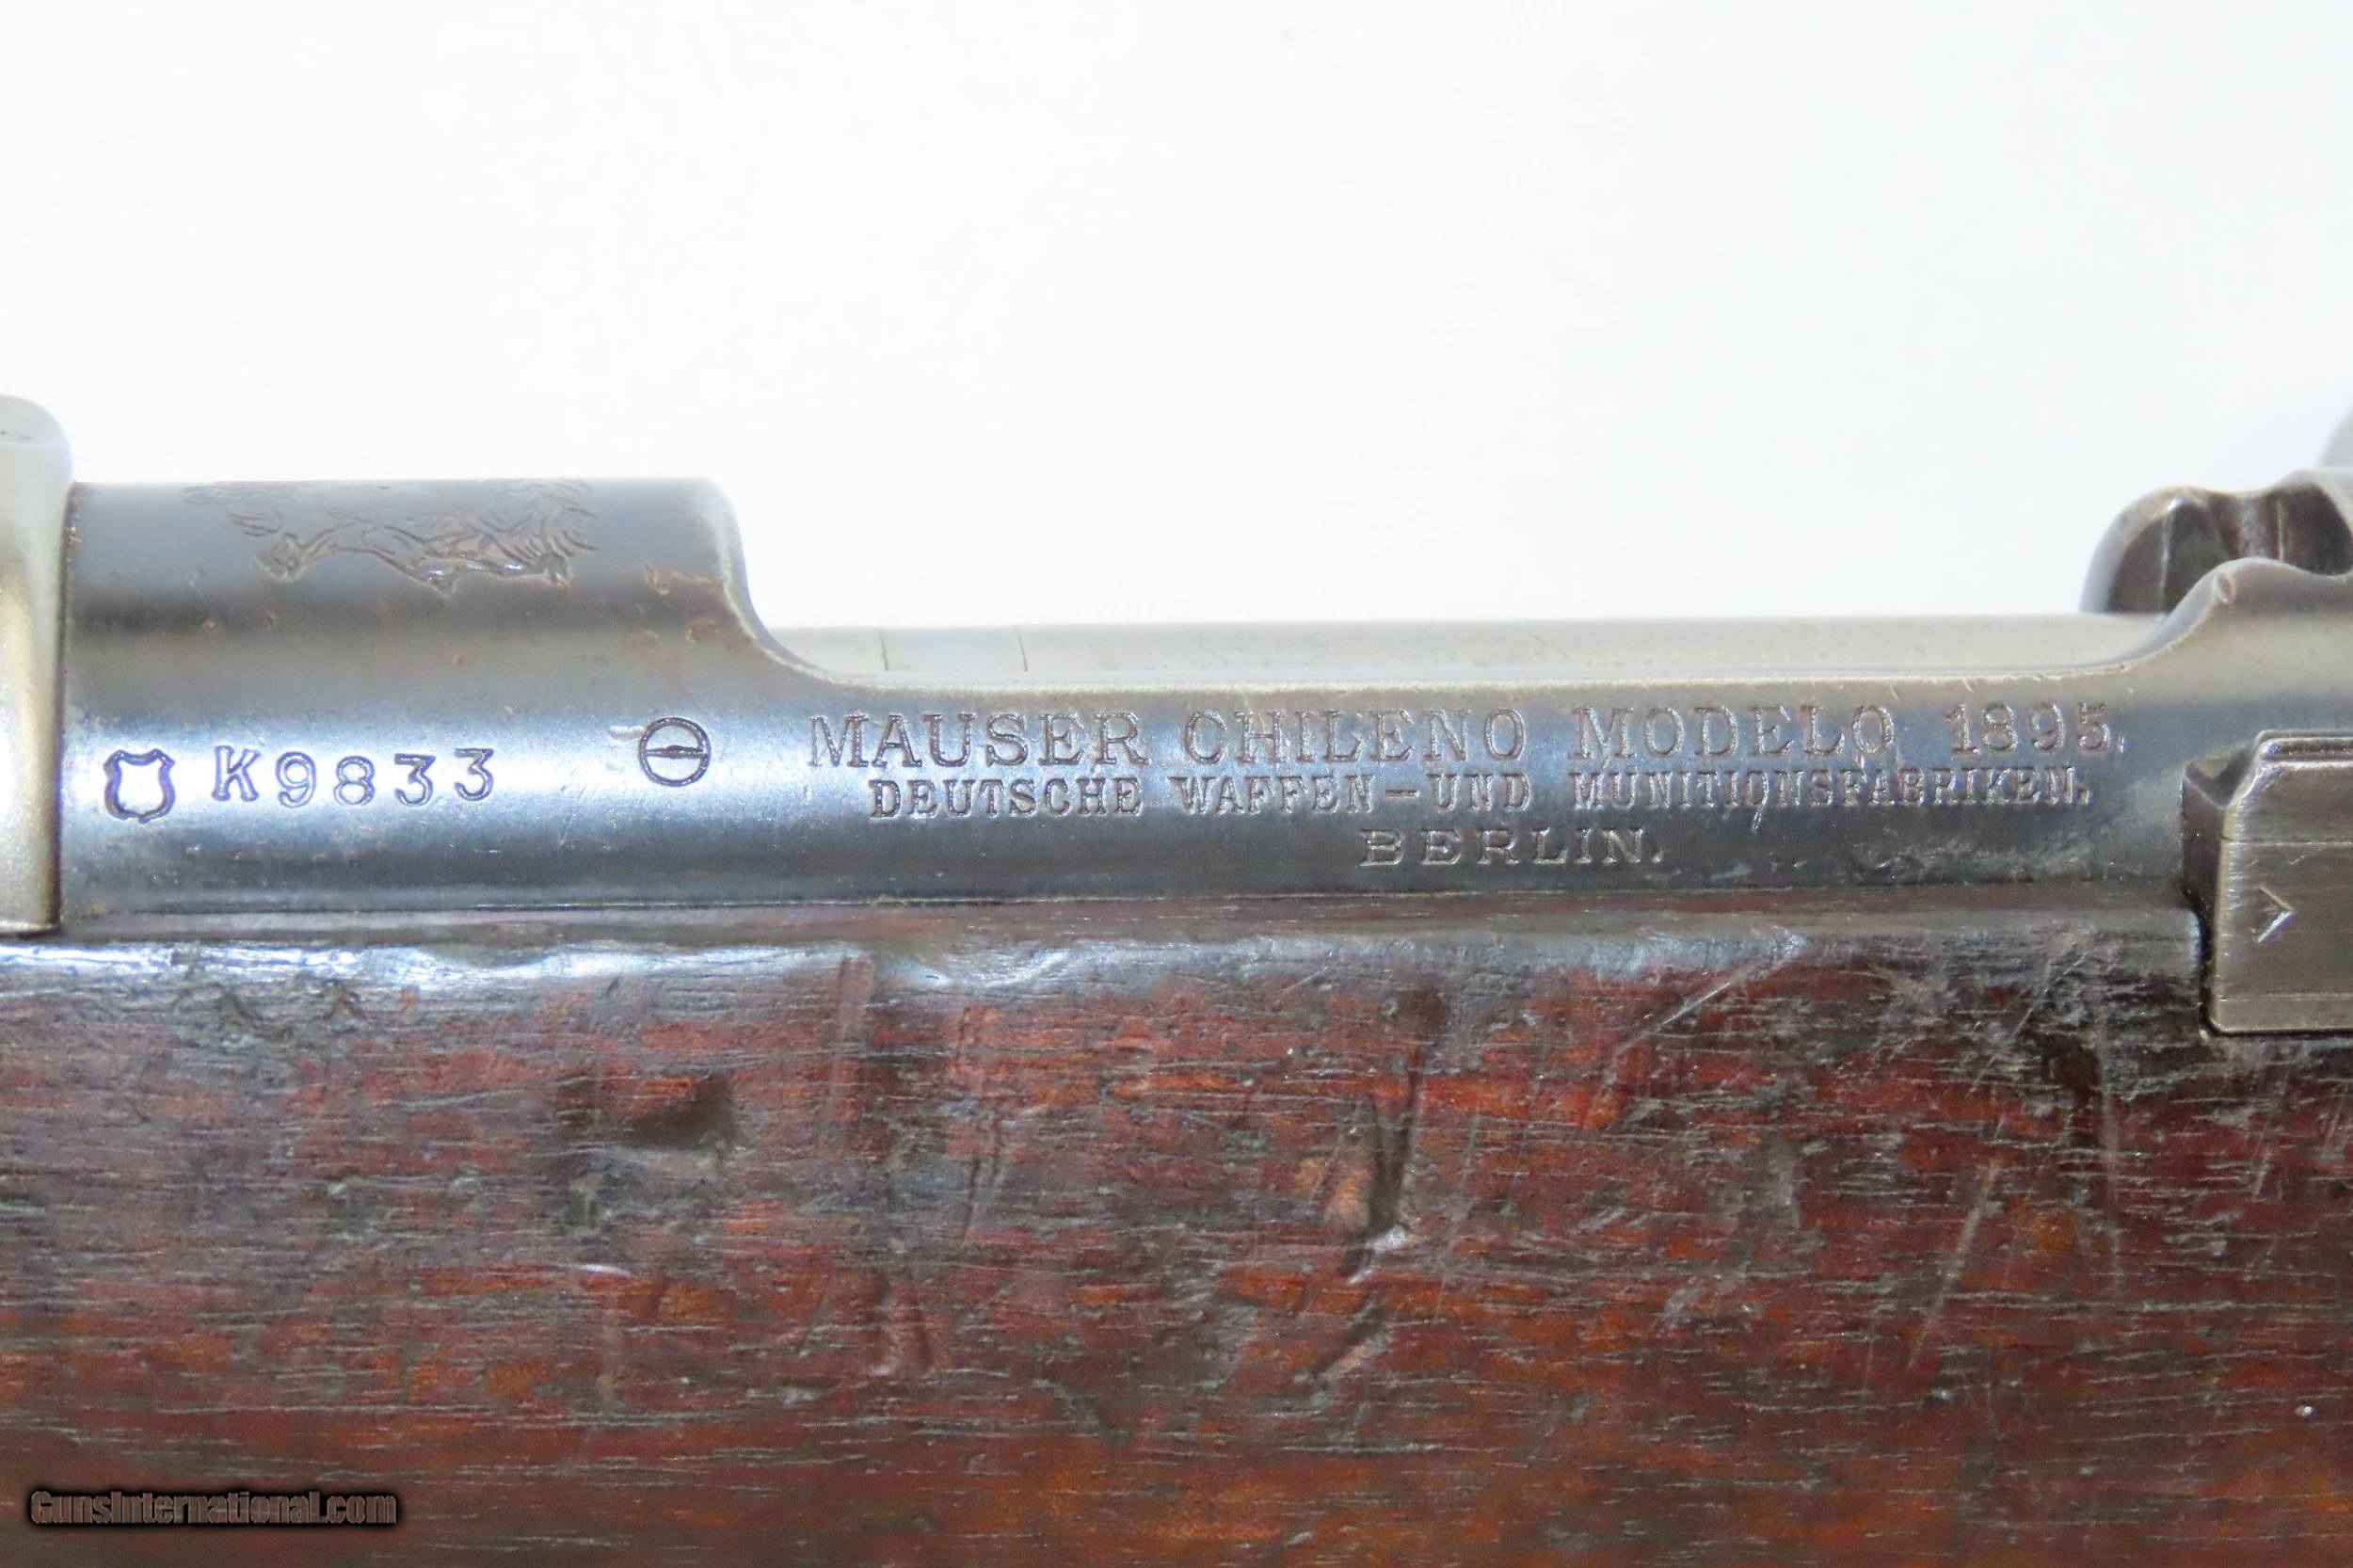 K9833
MAUSER CHILENO MODELO 1895.
DEUTSCHE WAFFEN-UND MUNITIONSFABRIKEN.
BERLIN.
GunsInternational.com